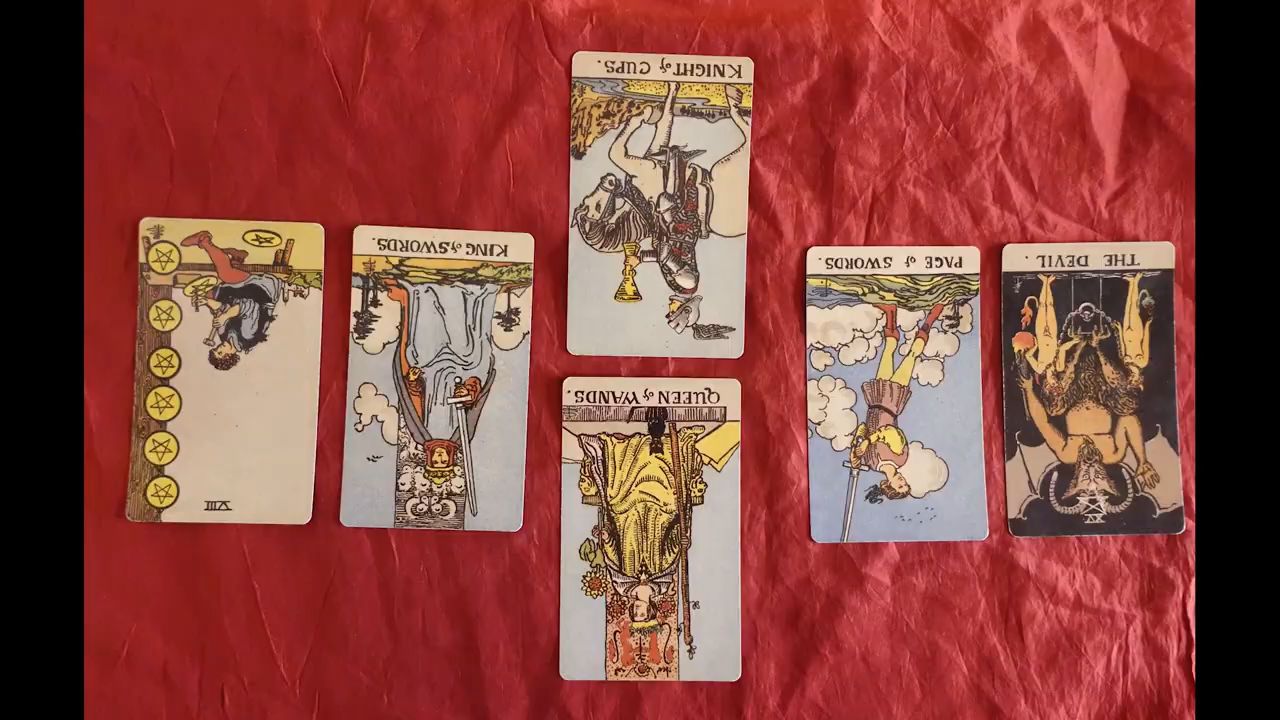 KNIGHT of CUPS.
VIII
KING of SWORDS.
QUEEN of WANDS.
PAGE of SWORDS.
THE DEVIL.
XV